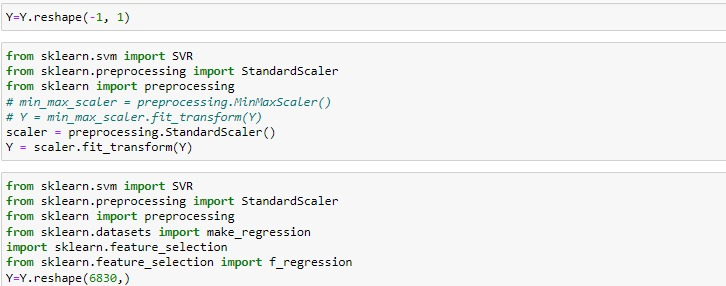 Y=Y.reshape(-1, 1)
from sklearn.svm import SVR
from sklearn.preprocessing import StandardScaler
from sklearn import preprocessing
# min_max_scaler = preprocessing.MinMaxScaler()
# Y = min_max_scaler.fit_transform(Y)
scaler = preprocessing.StandardScaler()
Y = scaler.fit_transform(Y)
from sklearn.svm import SVR
from sklearn.preprocessing import StandardScaler
from sklearn import preprocessing
from sklearn.datasets import make_regression
import sklearn.feature_selection
from sklearn.feature_selection import f_regression
Y=Y.reshape(6830,)